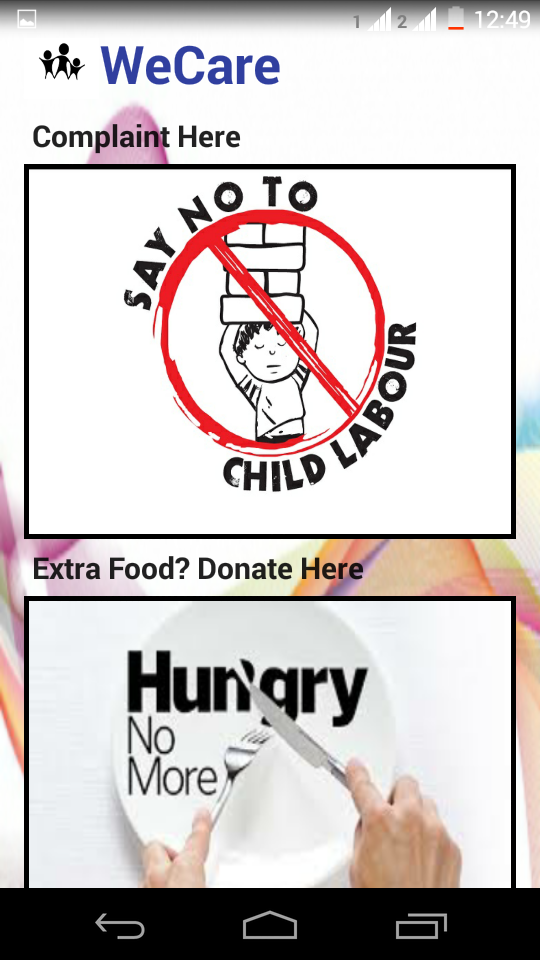 1 2 12:49
WeCare
Complaint Here
SAY NO TO
CHILD LABOUR
Extra Food? Donate Here
Hungry
No
More